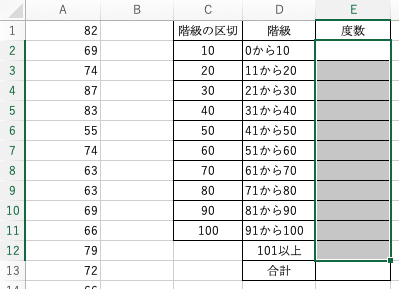 A B C D E
1 82 階級の区切 階級 度数
2 69 10 0から10
3 74 20 11から20
4 87 30 21から30
5 83 40 31から40
6 55 50 41から50
7 74 60 51から60
8 63 70 61から70
9 63 80 71から80
10 69 90 81から90
11 66 100 91から100
12 79 101以上
13 72 合計